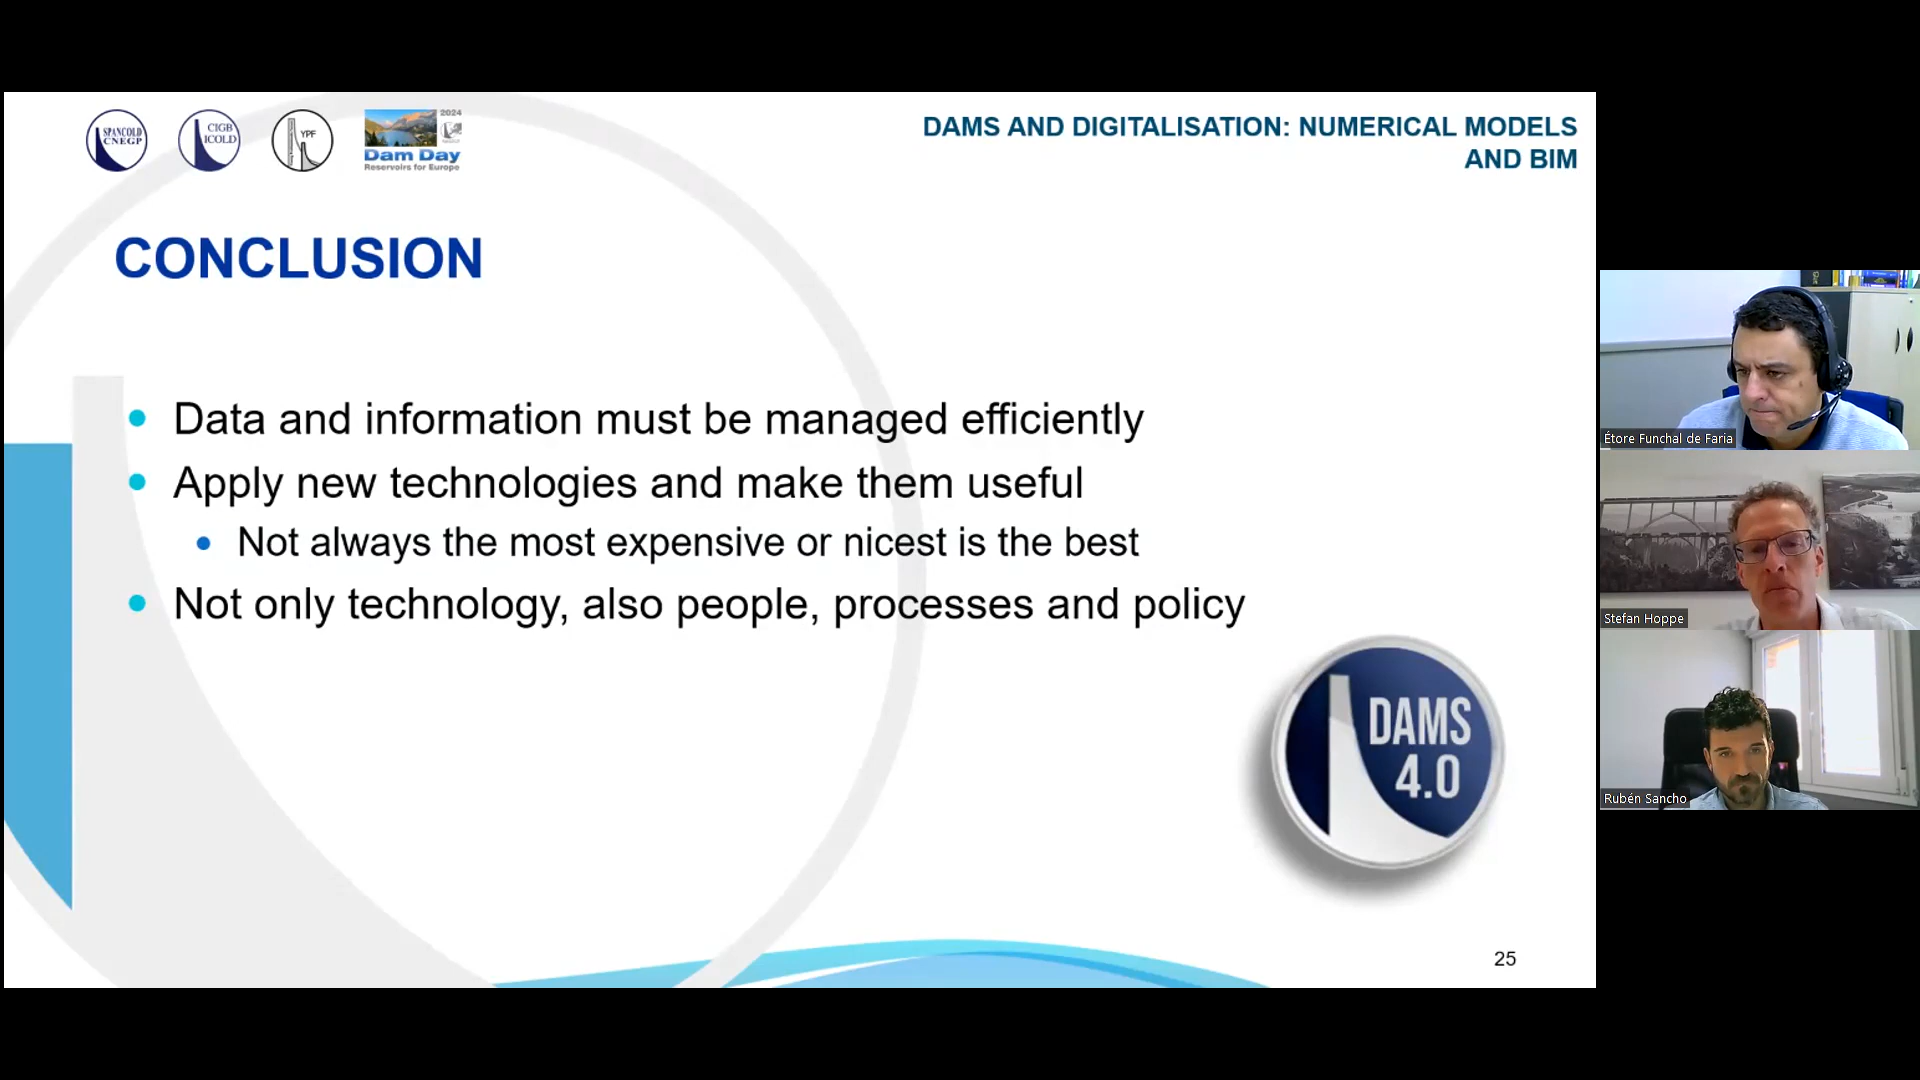 SPANCOLD
CNEGP
CIGB
ICOLD
YPF
2024
Dam Day
Reservoirs for Europe
DAMS AND DIGITALISATION: NUMERICAL MODELS
AND BIM
CONCLUSION
Data and information must be managed efficiently
Apply new technologies and make them useful
Not always the most expensive or nicest is the best
Not only technology, also people, processes and policy
DAMS
4.0
25
Étore Funchal de Faria
Stefan Hoppe
Rubén Sancho